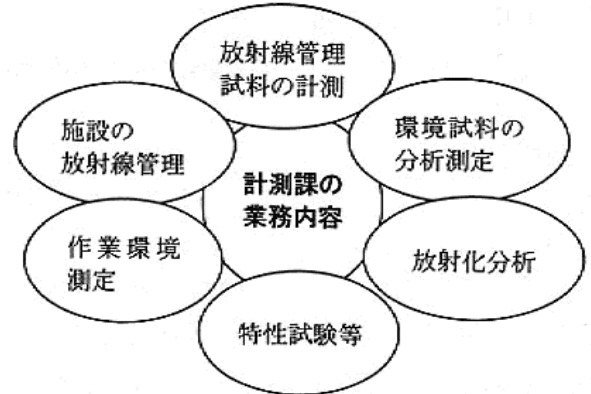 放射線管理
試料の計測
施設の
放射線管理
環境試料の
分析測定
計測課の
業務内容
作業環境
測定
放射化分析
特性試験等